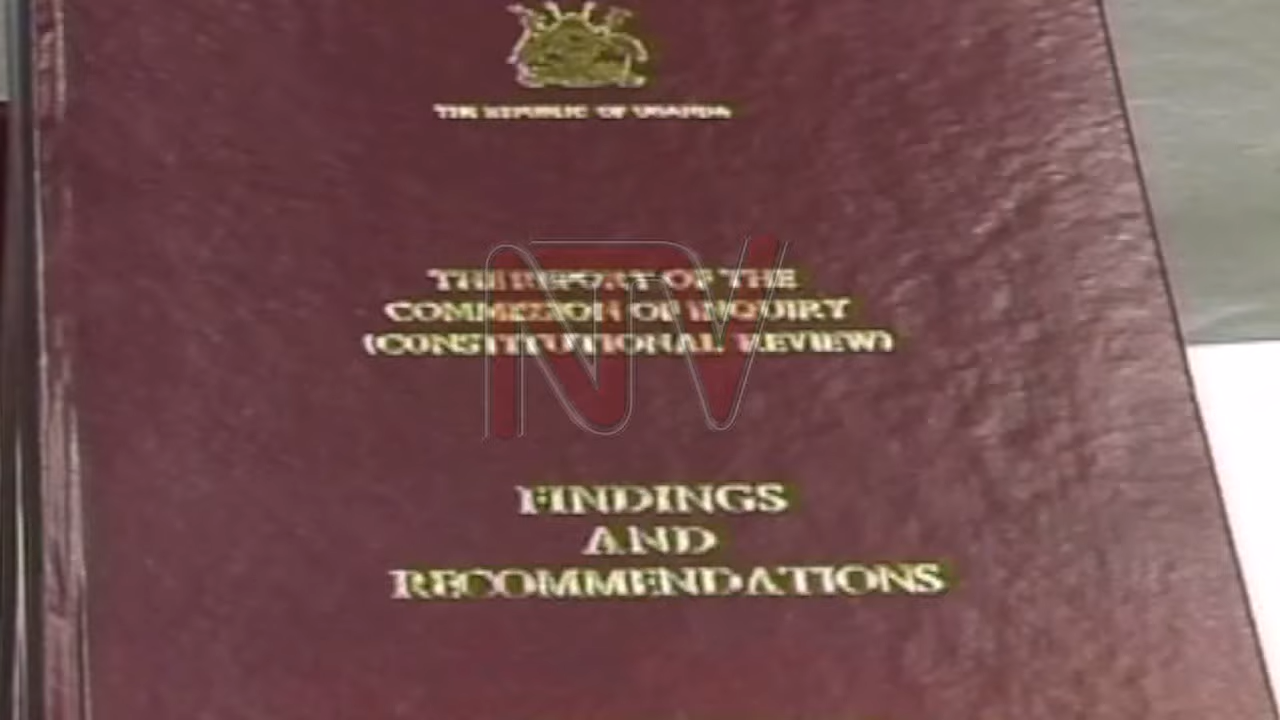 THE REPUBLIC OF UGANDA
THE REPORT OF THE
COMMISSION OF INQUIRY
(CONSTITUTIONAL REVIEW)
NTV
FINDINGS
AND
RECOMMENDATIONS